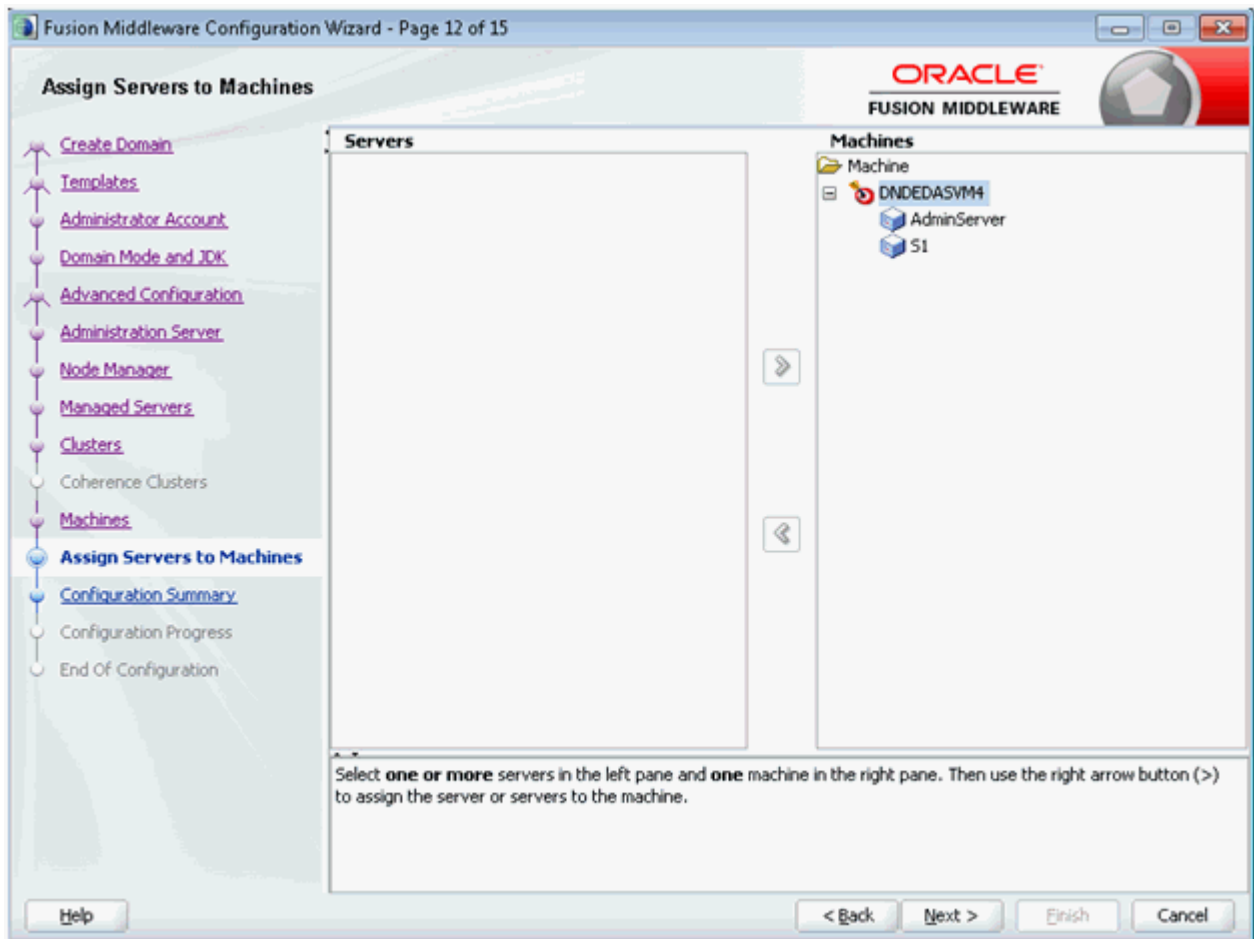 Fusion Middleware Configuration Wizard - Page 12 of 15
Assign Servers to Machines
ORACLE
FUSION MIDDLEWARE
Create Domain
Templates
Administrator Account
Domain Mode and JDK
Advanced Configuration
Administration Server
Node Manager
Managed Servers
Clusters
Coherence Clusters
Machines
Assign Servers to Machines
Configuration Summary
Configuration Progress
End Of Configuration
Servers
Machines
Machine
DNDEDASVM4
AdminServer
S1
Select one or more servers in the left pane and one machine in the right pane. Then use the right arrow button (>)
to assign the server or servers to the machine.
Help
< Back
Next >
Finish
Cancel